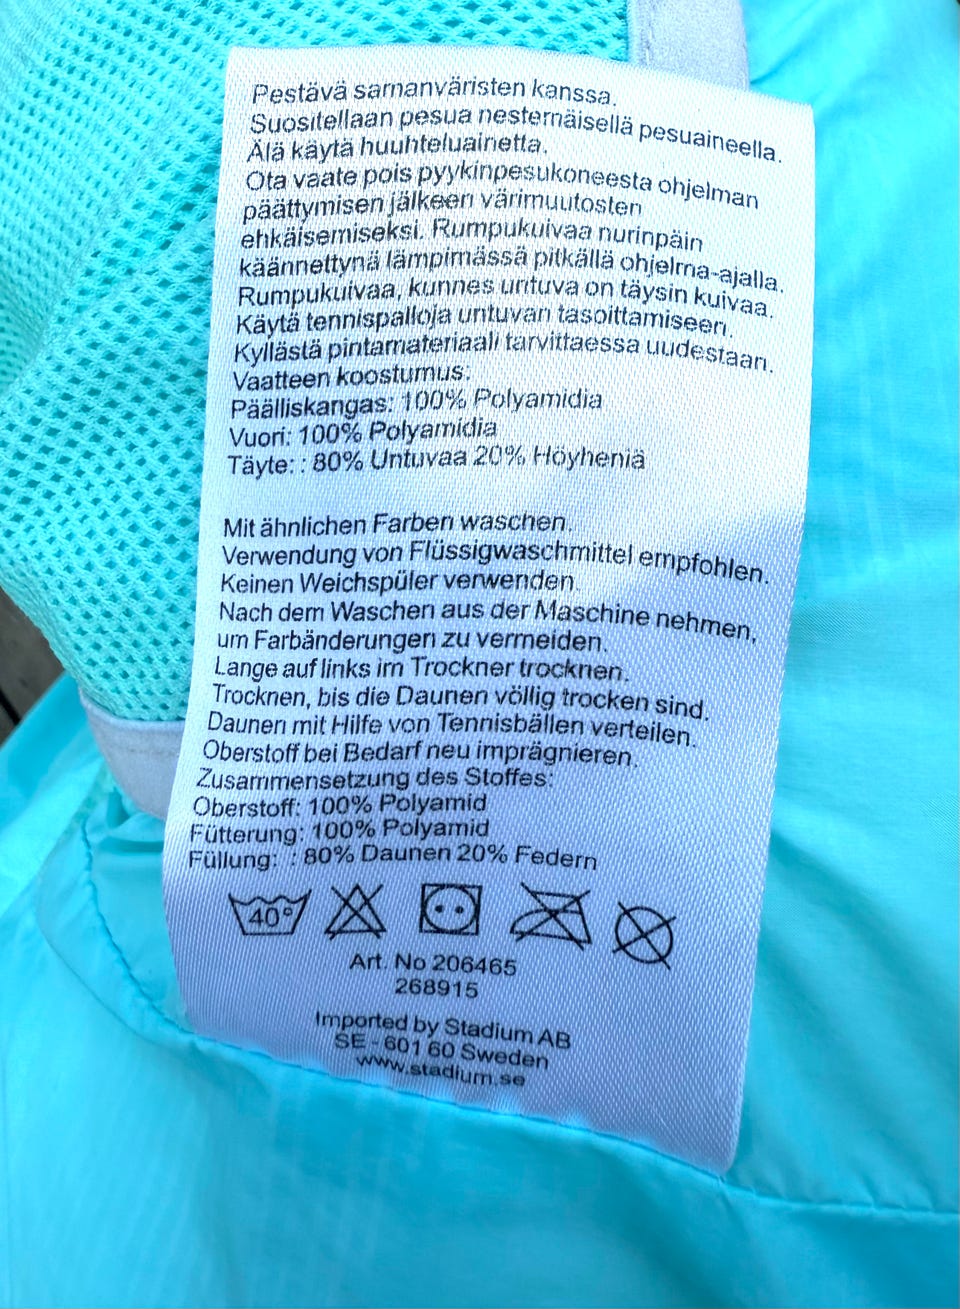 Pestävä samanväristen kanssa.
Suositellaan pesua nestemäisellä pesuaineella.
Älä käytä huuhteluainetta.
Ota vaate pois pyykinpesukoneesta ohjelman
päättymisen jälkeen värimuutosten
ehkäisemiseksi. Rumpukuivaa nurinpäin
käännettynä lämpimässä pitkällä ohjelma-ajalla.
Rumpukuivaa, kunnes untuva on täysin kuivaa.
Käytä tennispalloja untuvan tasoittamiseen.
Kyllästä pintamateriaali tarvittaessa uudestaan.
Vaatteen koostumus:
Päälliskangas: 100% Polyamidia
Vuori: 100% Polyamidia
Täyte: : 80% Untuvaa 20% Höyheniä
Mit ähnlichen Farben waschen.
Verwendung von Flüssigwaschmittel empfohlen.
Keinen Weichspüler verwenden.
Nach dem Waschen aus der Maschine nehmen,
um Farbänderungen zu vermeiden.
Lange auf links im Trockner trocknen.
Trocknen, bis die Daunen völlig trocken sind.
Daunen mit Hilfe von Tennisbällen verteilen.
Oberstoff bei Bedarf neu imprägnieren.
Zusammensetzung des Stoffes:
Oberstoff: 100% Polyamid
Fütterung: 100% Polyamid
Füllung: : 80% Daunen 20% Federn
40°
Art. No 206465
268915
Imported by Stadium AB
SE - 601 60 Sweden
www.stadium.se